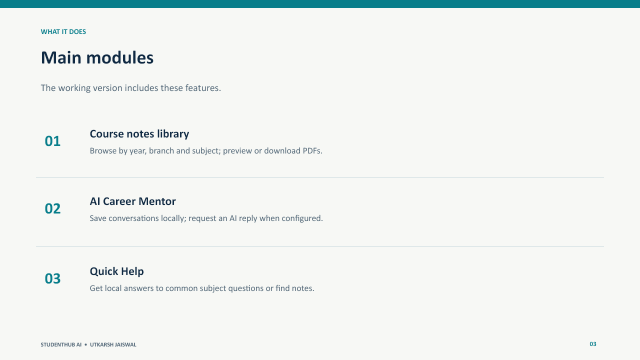 WHAT IT DOES
Main modules
The working version includes these features.
01
Course notes library
Browse by year, branch and subject; preview or download PDFs.
02
AI Career Mentor
Save conversations locally; request an AI reply when configured.
03
Quick Help
Get local answers to common subject questions or find notes.
STUDENTHUB AI • UTKARSH JAISWAL
03